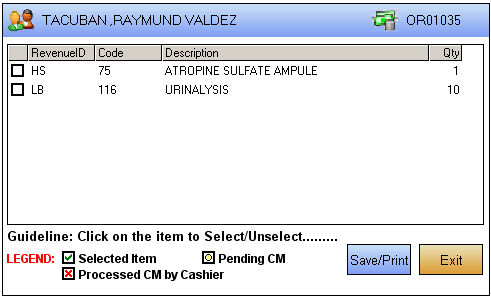 TACUBAN ,RAYMUND VALDEZ OR01035
RevenueID Code Description Qty
HS 75 ATROPINE SULFATE AMPULE 1
LB 116 URINALYSIS 10
Guideline: Click on the item to Select/Unselect.........
LEGEND: Selected Item Pending CM Save/Print Exit
Processed CM by Cashier